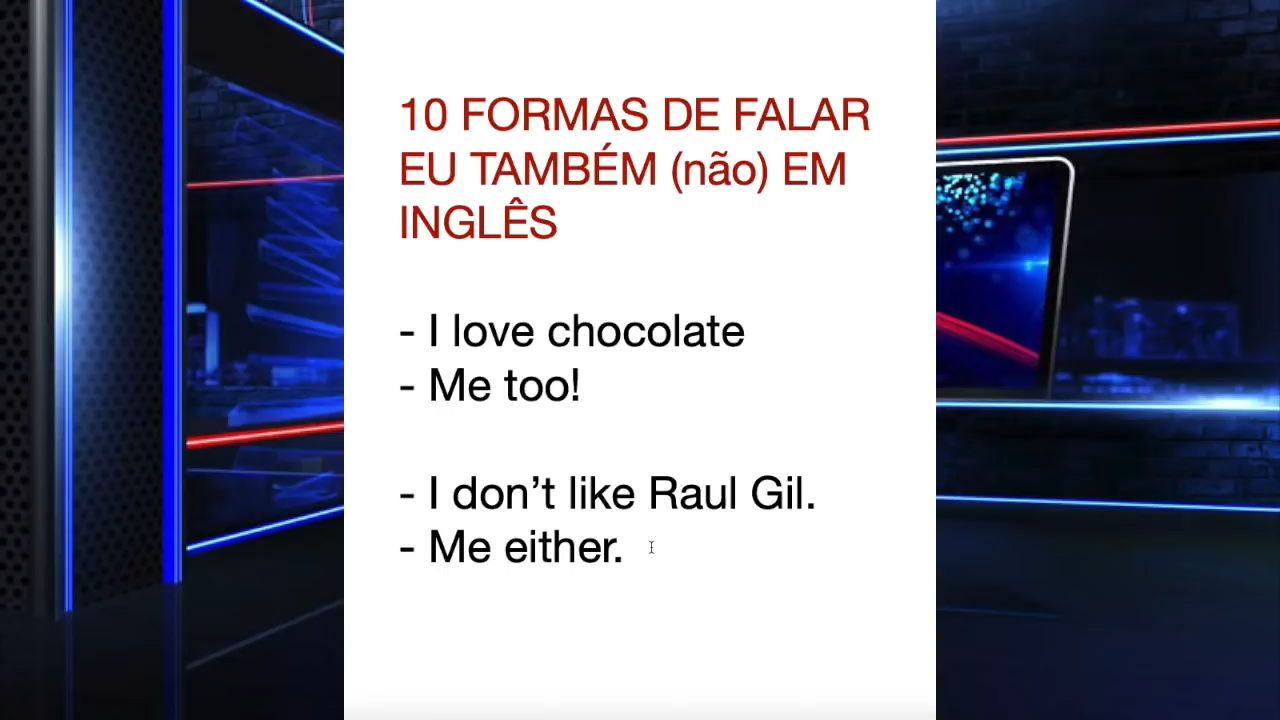 10 FORMAS DE FALAR
EU TAMBÉM (não) EM
INGLÊS
- I love chocolate
- Me too!
- I don’t like Raul Gil.
- Me either.